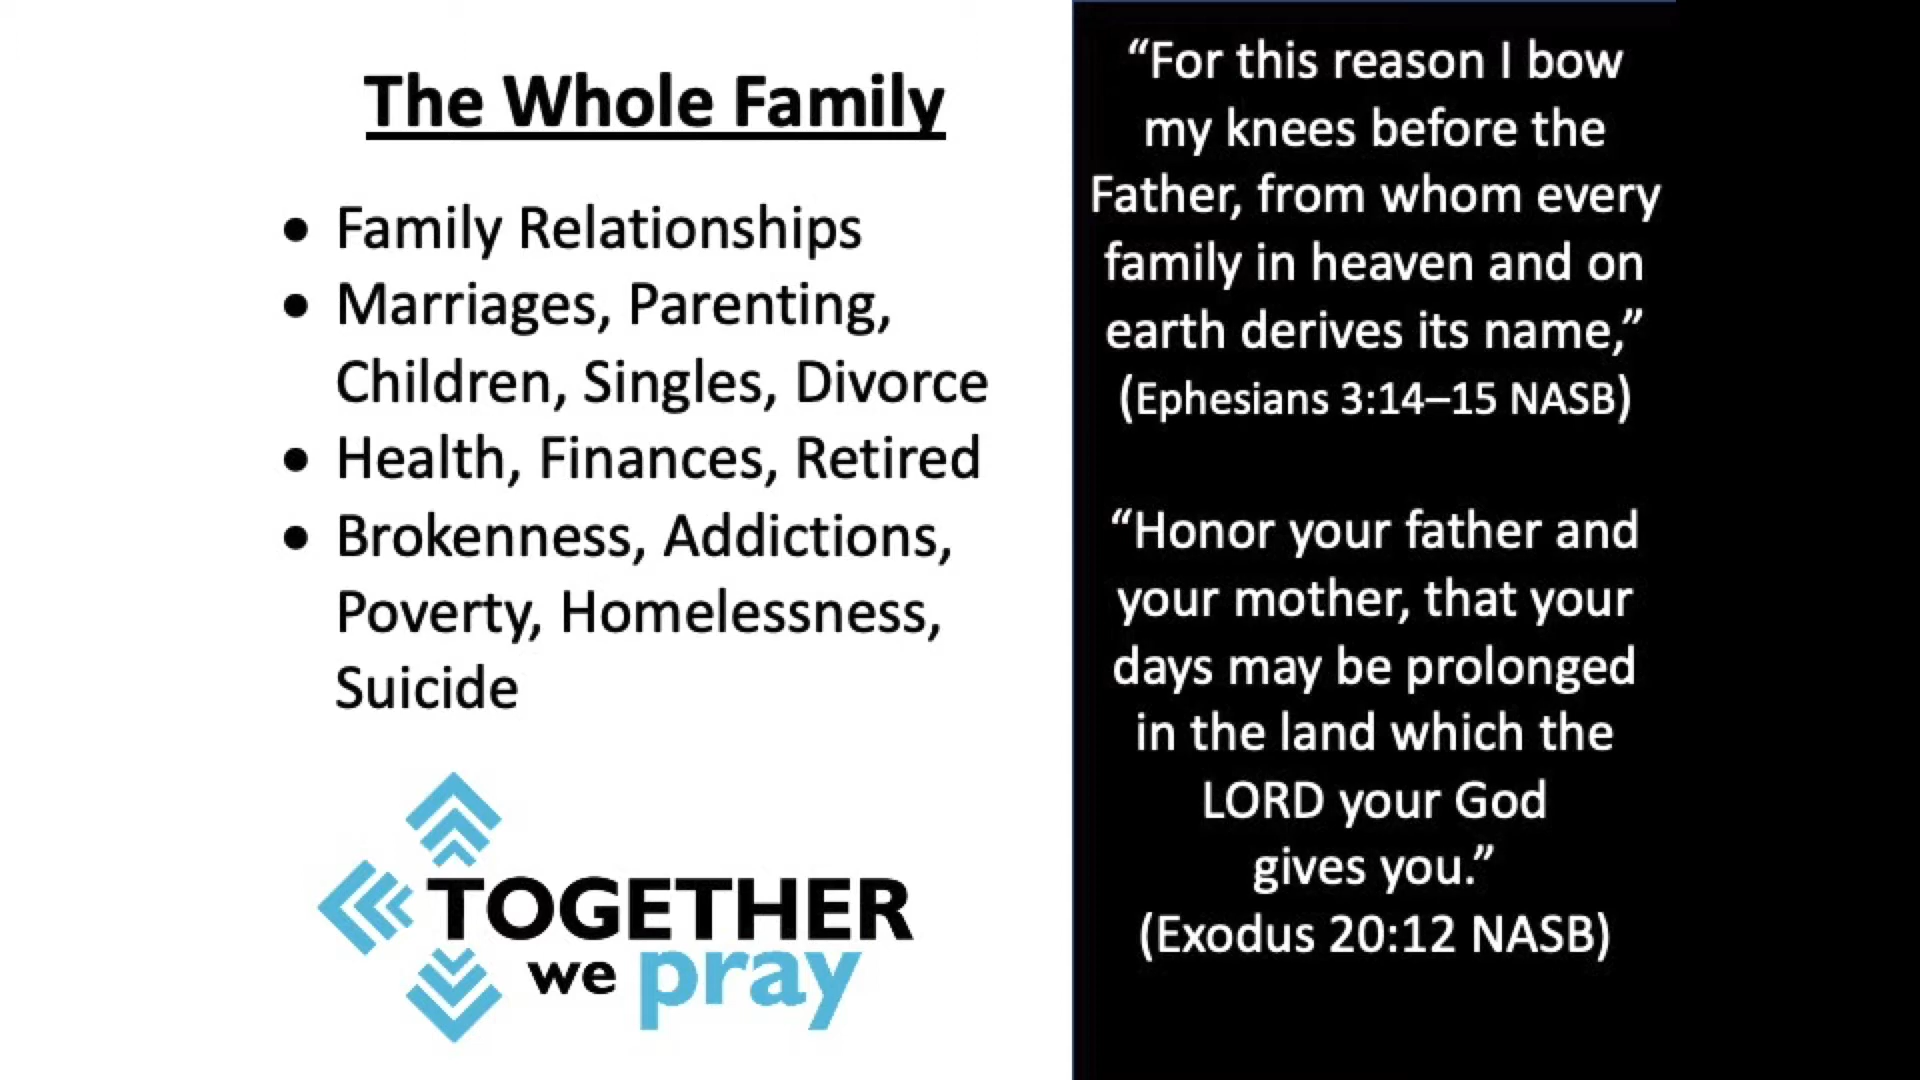 The Whole Family
• Family Relationships
• Marriages, Parenting,
Children, Singles, Divorce
• Health, Finances, Retired
• Brokenness, Addictions,
Poverty, Homelessness,
Suicide
TOGETHER
we pray
“For this reason I bow
my knees before the
Father, from whom every
family in heaven and on
earth derives its name,”
(Ephesians 3:14–15 NASB)
“Honor your father and
your mother, that your
days may be prolonged
in the land which the
LORD your God
gives you.”
(Exodus 20:12 NASB)